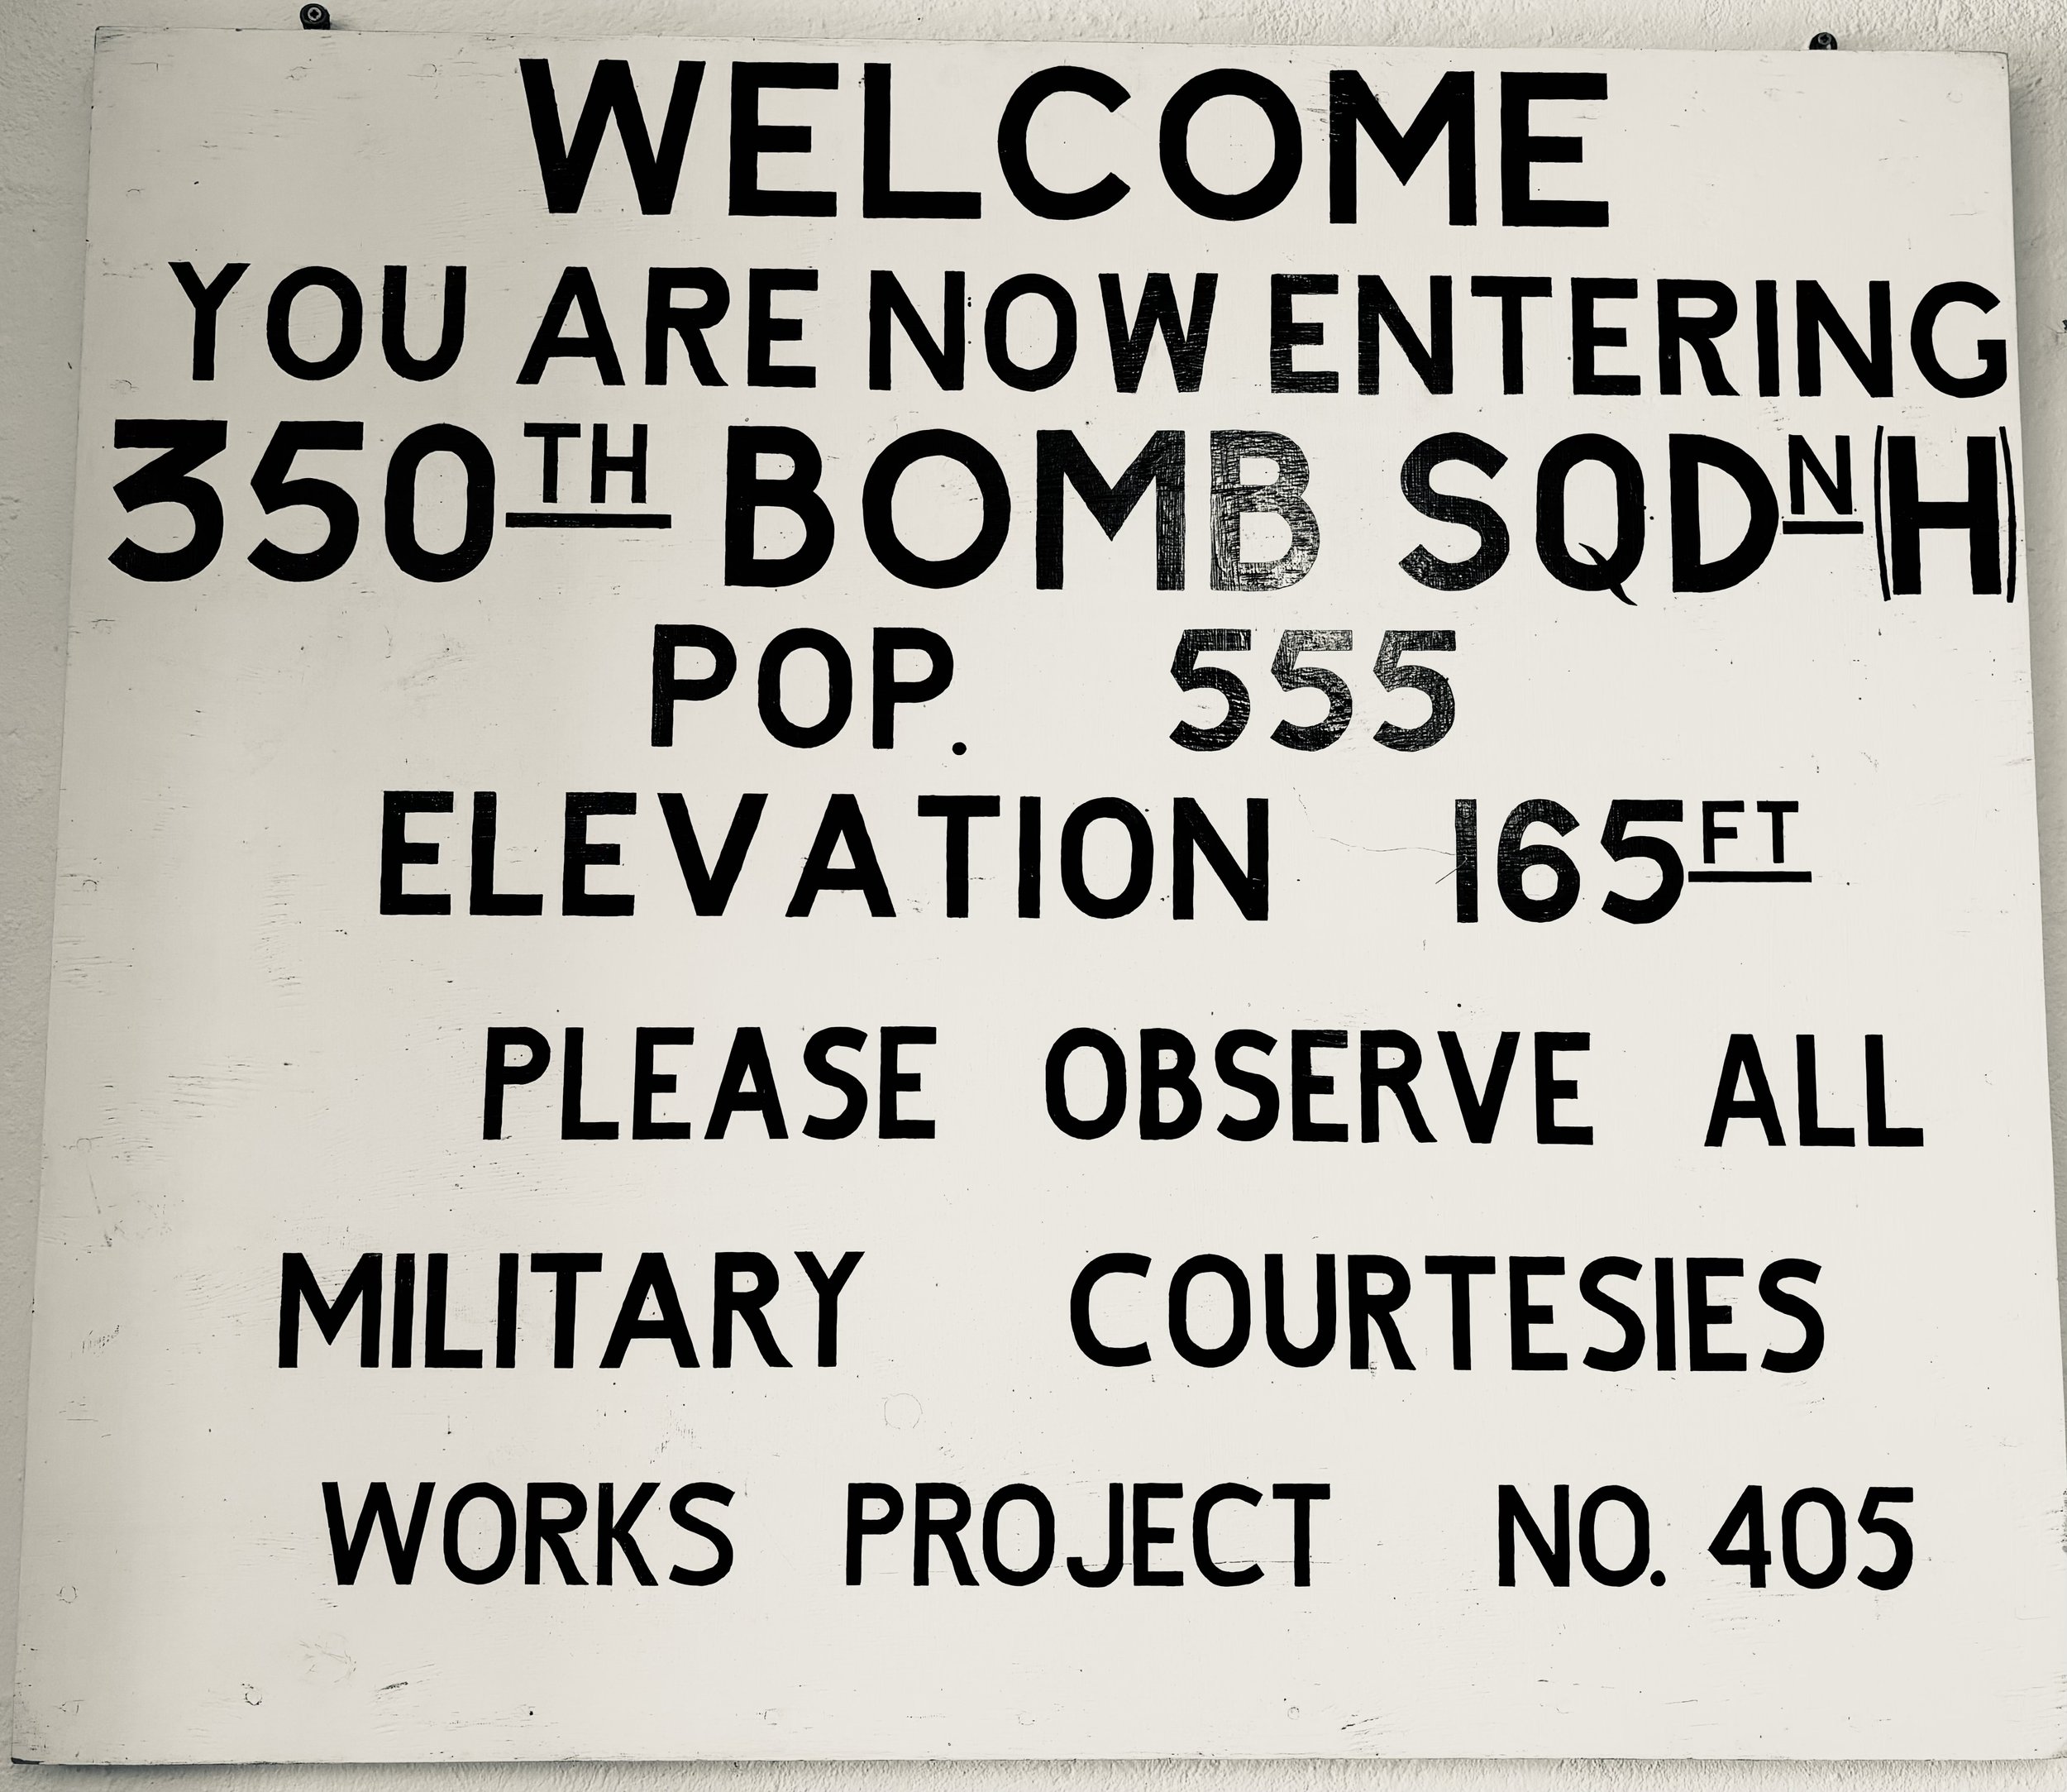 WELCOME
YOU ARE NOW ENTERING
350TH BOMB SQDN (H)
POP. 555
ELEVATION 165FT
PLEASE OBSERVE ALL
MILITARY COURTESIES
WORKS PROJECT NO. 405